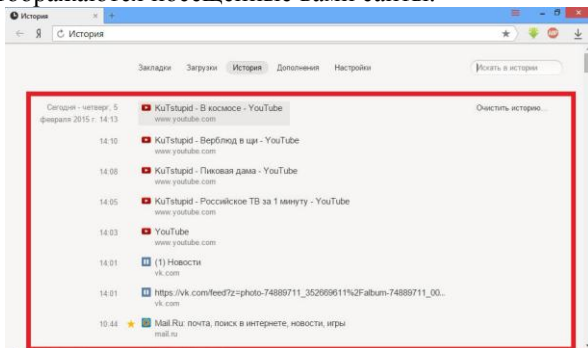 отображаются посещенные вами сайты.
История
Я
История
Закладки
Загрузки
История
Дополнения
Настройки
Искать в истории
Сегодня - четверг, 5
февраля 2015 г. 14:13
KuTstupid - В космосе - YouTube
www.youtube.com
Очистить историю...
14:10
KuTstupid - Верблюд в щи - YouTube
www.youtube.com
14:08
KuTstupid - Пиковая дама - YouTube
www.youtube.com
14:05
KuTstupid - Российское ТВ за 1 минуту - YouTube
www.youtube.com
14:03
YouTube
www.youtube.com
14:01
(1) Новости
vk.com
14:01
https://vk.com/feed?z=photo-74889711_352669611%2Falbum-74889711_00...
vk.com
10:44
Mail.Ru: почта, поиск в интернете, новости, игры
mail.ru